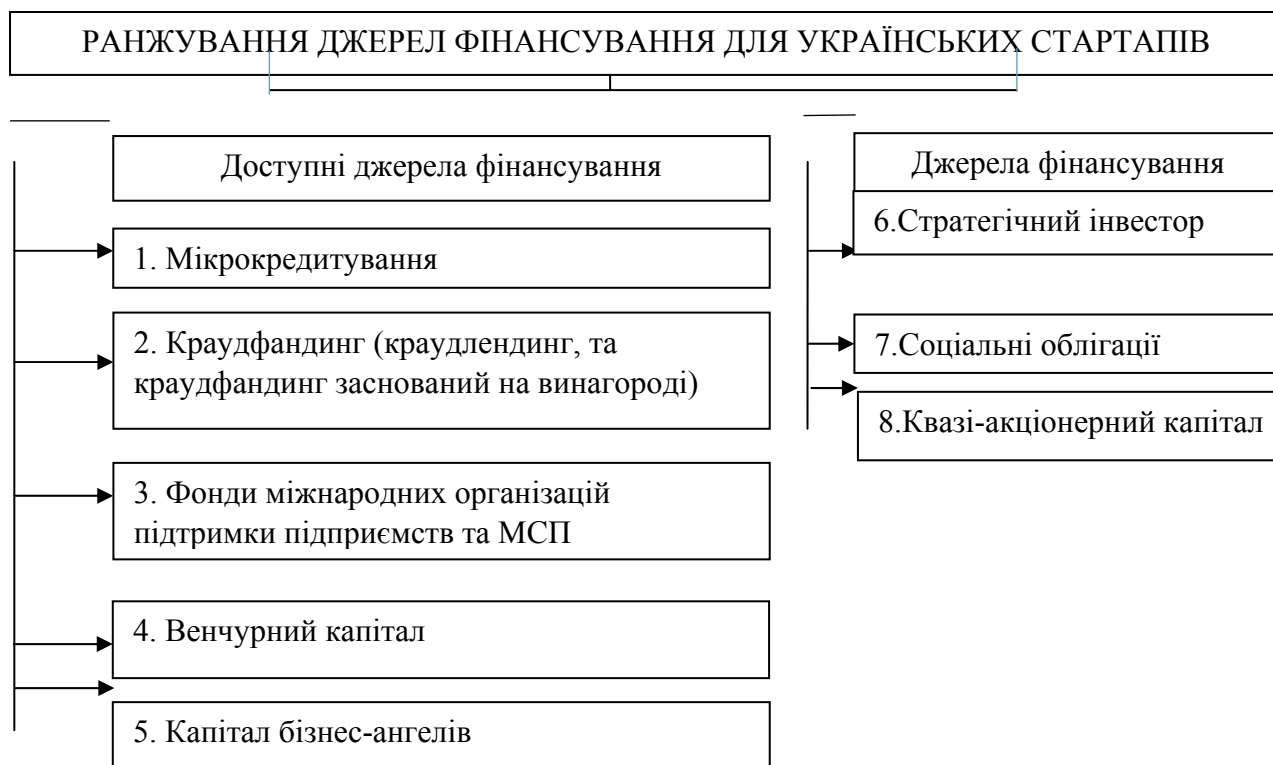 РАНЖУВАННЯ ДЖЕРЕЛ ФІНАНСУВАННЯ ДЛЯ УКРАЇНСЬКИХ СТАРТАПІВ
Доступні джерела фінансування
1. Мікрокредитування
2. Краудфандинг (краудлендинг, та
краудфандинг заснований на винагороді)
3. Фонди міжнародних організацій
підтримки підприємств та МСП
4. Венчурний капітал
5. Капітал бізнес-ангелів
Джерела фінансування
6.Стратегічний інвестор
7.Соціальні облігації
8.Квазі-акціонерний капітал